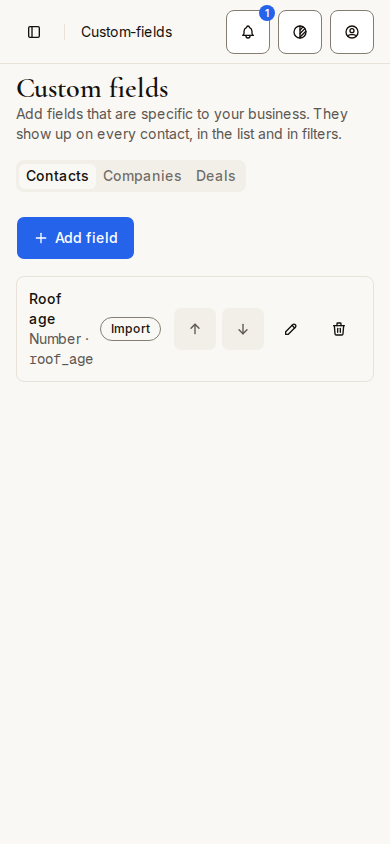 Custom-fields
1
Custom fields
Add fields that are specific to your business. They
show up on every contact, in the list and in filters.
Contacts Companies Deals
+ Add field
Roof
age
Number ·
roof_age
Import